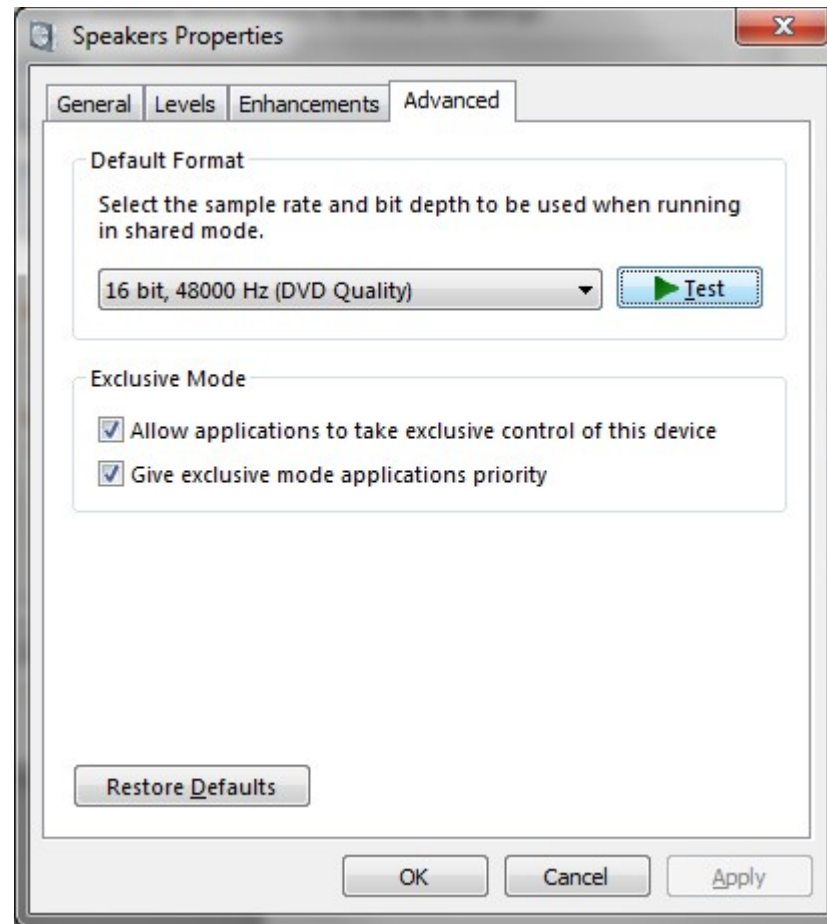 Speakers Properties
General
Levels
Enhancements
Advanced
Default Format
Select the sample rate and bit depth to be used when running
in shared mode.
16 bit, 48000 Hz (DVD Quality)
Test
Exclusive Mode
Allow applications to take exclusive control of this device
Give exclusive mode applications priority
Restore Defaults
OK
Cancel
Apply